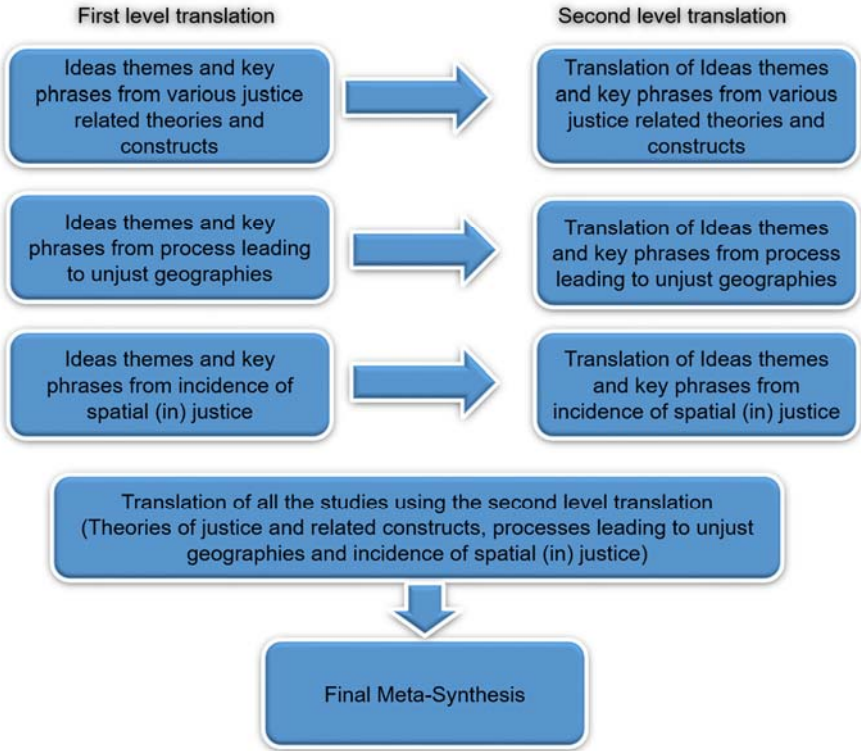 First level translation
Second level translation
Ideas themes and key
phrases from various justice
related theories and
constructs
Translation of Ideas themes
and key phrases from various
justice related theories and
constructs
Ideas themes and key
phrases from process leading
to unjust geographies
Translation of Ideas themes
and key phrases from process
leading to unjust geographies
Ideas themes and key
phrases from incidence of
spatial (in) justice
Translation of Ideas themes
and key phrases from
incidence of spatial (in) justice
Translation of all the studies using the second level translation
(Theories of justice and related constructs, processes leading to unjust
geographies and incidence of spatial (in) justice)
Final Meta-Synthesis